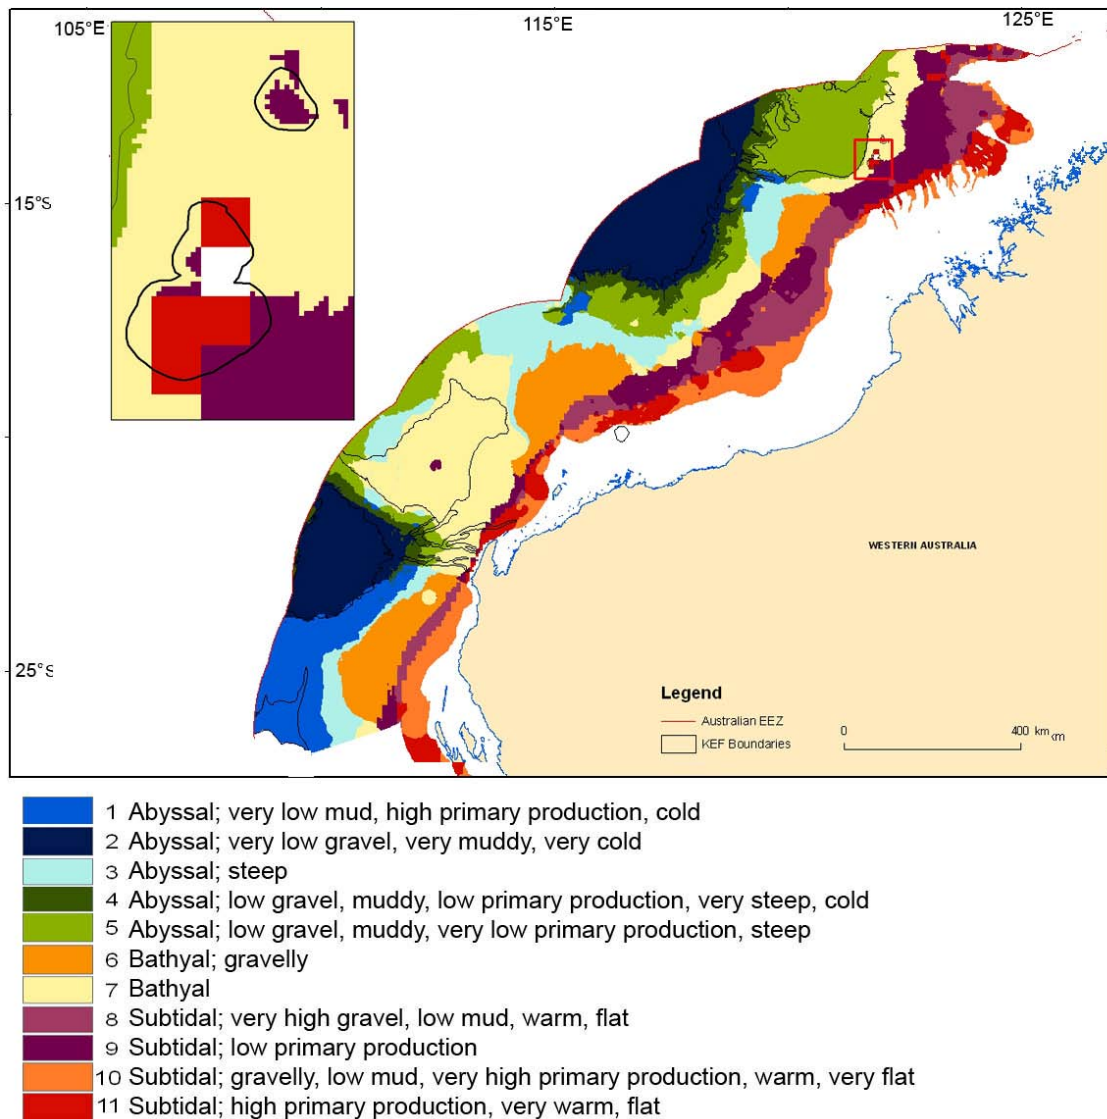 105°E
115°E
125°E
15°S
25°S
WESTERN AUSTRALIA
Legend
Australian EEZ
KEF Boundaries
0 400 km km
1 Abyssal; very low mud, high primary production, cold
2 Abyssal; very low gravel, very muddy, very cold
3 Abyssal; steep
4 Abyssal; low gravel, muddy, low primary production, very steep, cold
5 Abyssal; low gravel, muddy, very low primary production, steep
6 Bathyal; gravelly
7 Bathyal
8 Subtidal; very high gravel, low mud, warm, flat
9 Subtidal; low primary production
10 Subtidal; gravelly, low mud, very high primary production, warm, very flat
11 Subtidal; high primary production, very warm, flat